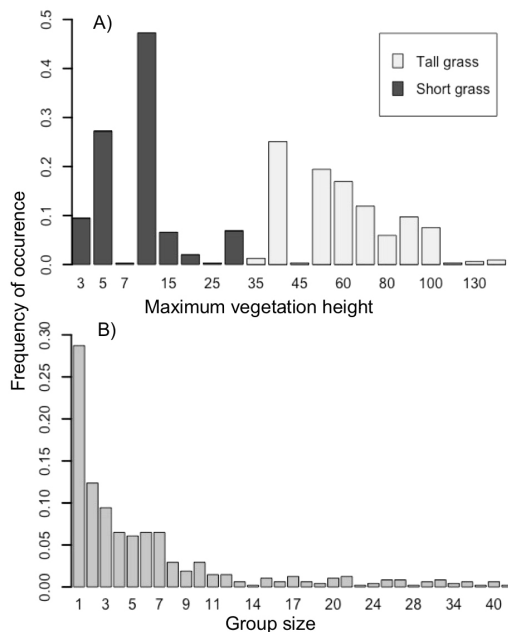 A)
0.5
0.4
0.3
0.2
0.1
0.0
Tall grass
Short grass
3 5 7 15 25 35 45 60 80 100 130
Maximum vegetation height
Frequency of occurence
B)
0.30
0.25
0.20
0.15
0.10
0.05
0.00
1 3 5 7 9 11 14 17 20 24 28 34 40
Group size